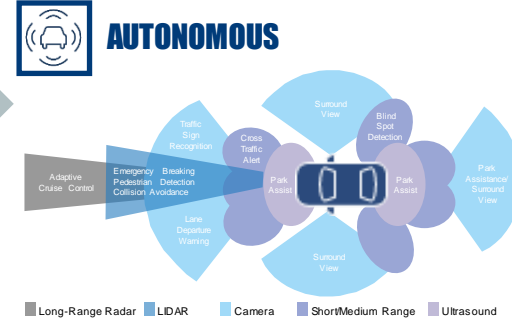 AUTONOMOUS
Surround
View
Blind
Spot
Detection
Traffic
Sign
Recognition
Cross
Traffic
Alert
Adaptive
Cruise Control
Emergency Breaking
Pedestrian Detection
Collision Avoidance
Park
Assist
Park
Assist
Park
Assistance/
Surround
View
Lane
Departure
Warning
Surround
View
Long-Range Radar
LIDAR
Camera
Short/Medium Range
Ultrasound